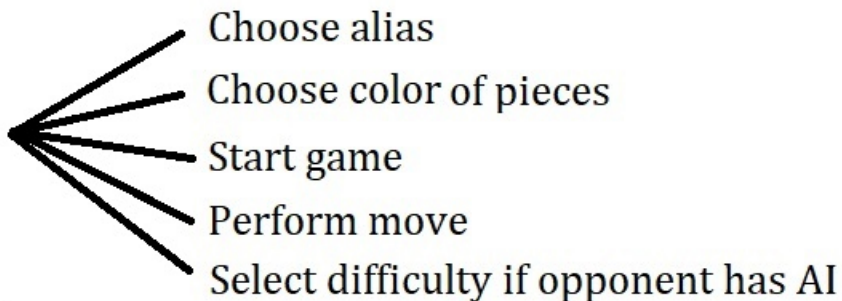 Choose alias
Choose color of pieces
Start game
Perform move
Select difficulty if opponent has AI